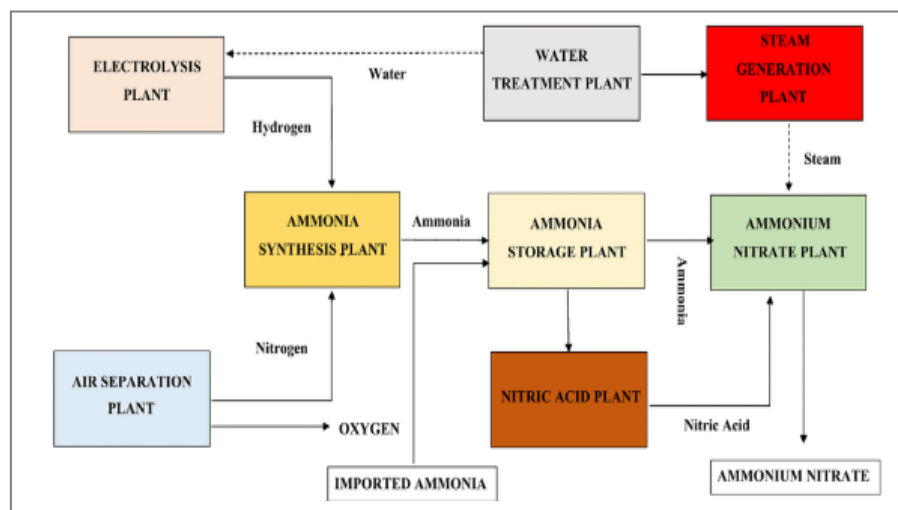 ELECTROLYSIS
PLANT
Water
WATER
TREATMENT PLANT
STEAM
GENERATION
PLANT
Hydrogen
Steam
AMMONIA
SYNTHESIS PLANT
Ammonia
AMMONIA
STORAGE PLANT
Ammonia
AMMONIUM
NITRATE PLANT
Nitrogen
AIR SEPARATION
PLANT
OXYGEN
NITRIC ACID PLANT
Nitric Acid
IMPORTED AMMONIA
AMMONIUM NITRATE